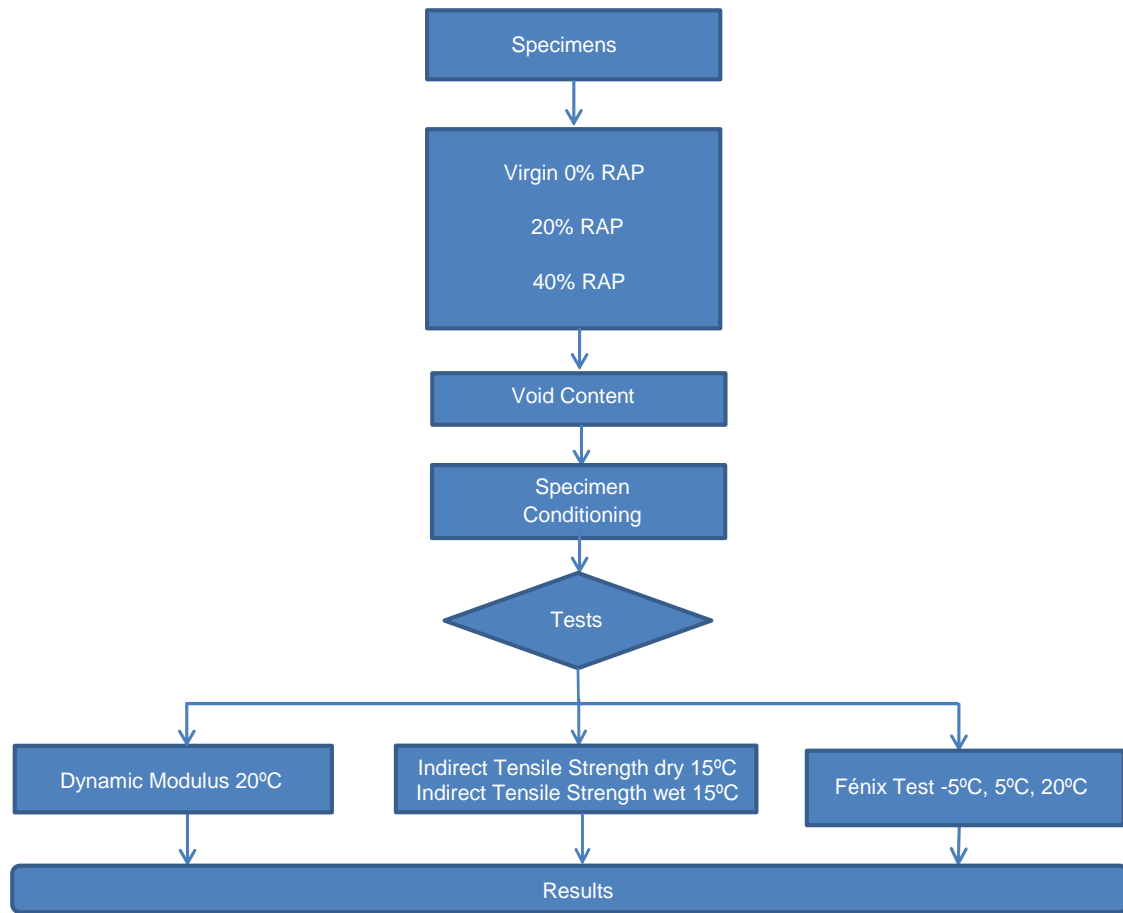 Specimens
Virgin 0% RAP
20% RAP
40% RAP
Void Content
Specimen
Conditioning
Tests
Dynamic Modulus 20ºC
Indirect Tensile Strength dry 15ºC
Indirect Tensile Strength wet 15ºC
Fénix Test -5ºC, 5ºC, 20ºC
Results